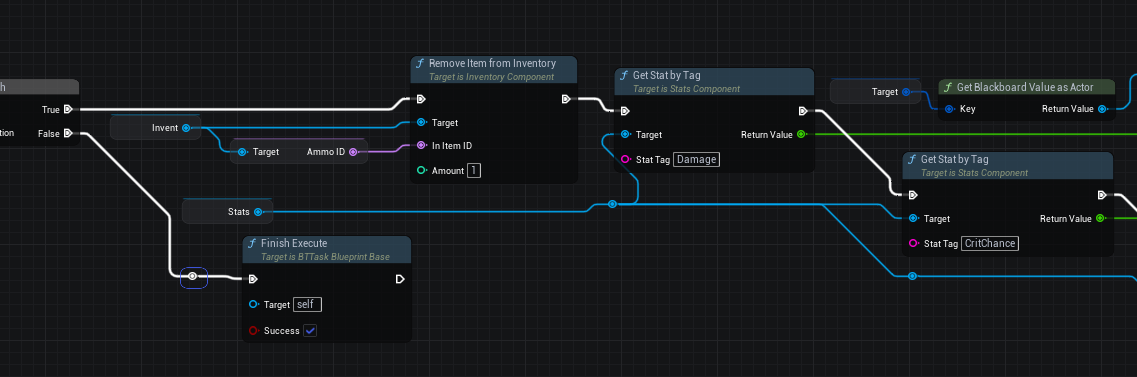 h
True
ction
False
Invent
Target Ammo ID
Stats
Remove Item from Inventory
Target is Inventory Component
Target
In Item ID
Amount 1
Finish Execute
Target is BTTask Blueprint Base
Target self
Success
Get Stat by Tag
Target is Stats Component
Target Return Value
Stat Tag Damage
Target
Get Blackboard Value as Actor
Key Return Value
Get Stat by Tag
Target is Stats Component
Target Return Value
Stat Tag CritChance